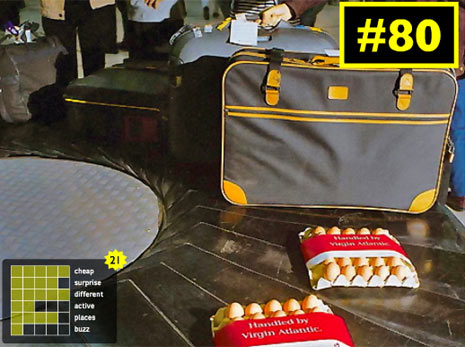 #80
Handled by
Virgin Atlantic.
Handled by
Virgin Atlantic.
21
cheap
surprise
different
active
places
buzz